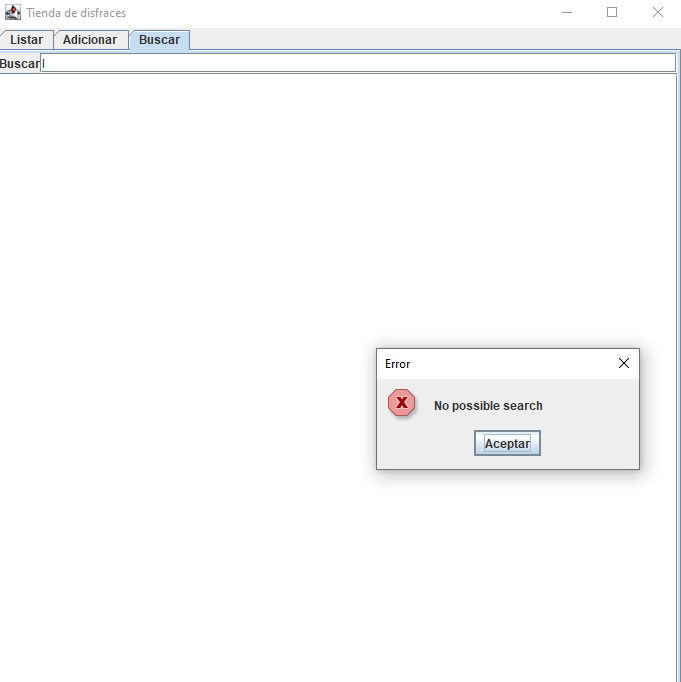 Tienda de disfraces
Listar Adicionar Buscar
Buscar l
Error
No possible search
Aceptar